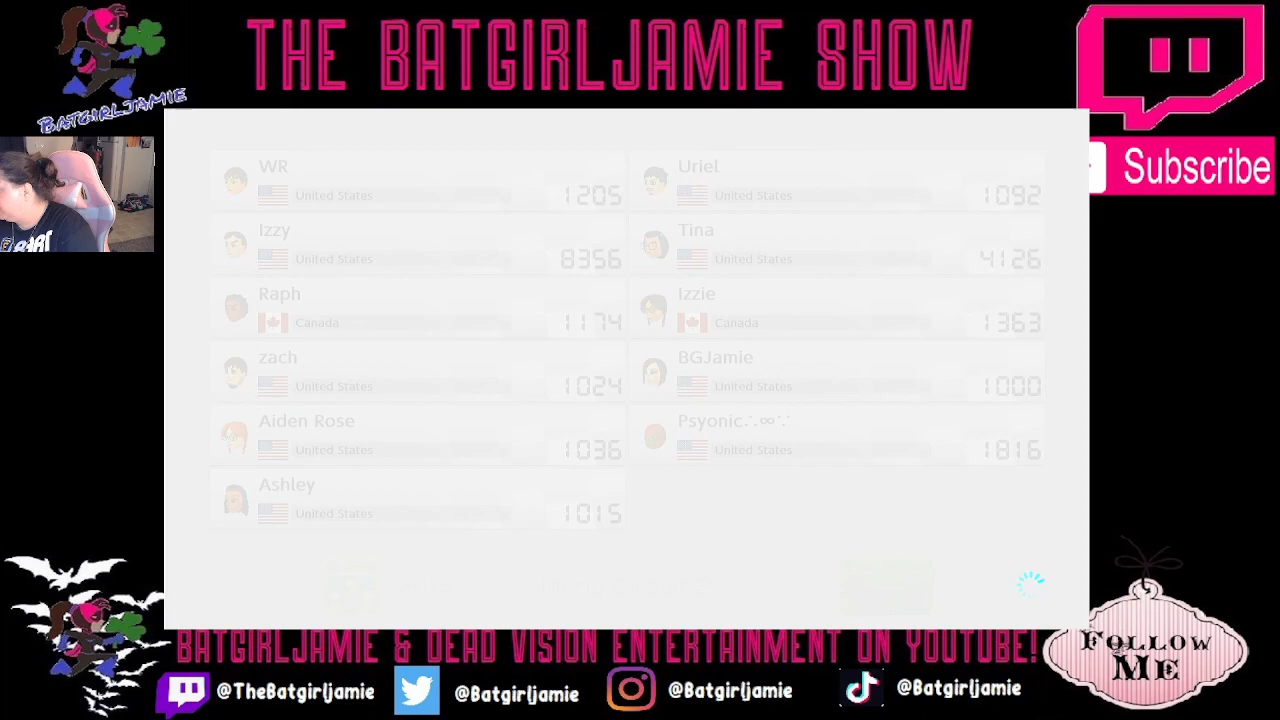 THE BATGIRLJAMIE SHOW
BATGIRLJAMIE
Subscribe
WR
United States 1205
Uriel
United States 1092
Izzy
United States 8356
Tina
United States 4126
Raph
Canada 1174
Izzie
Canada 1363
zach
United States 1024
BGJamie
United States 1000
Aiden Rose
United States 1036
Psyonic∴∞∵
United States 1816
Ashley
United States 1015
BATGIRLJAMIE & DEAD VISION ENTERTAINMENT ON YOUTUBE!
FOLLOW
ME
@TheBatgirljamie
@Batgirljamie
@Batgirljamie
@Batgirljamie